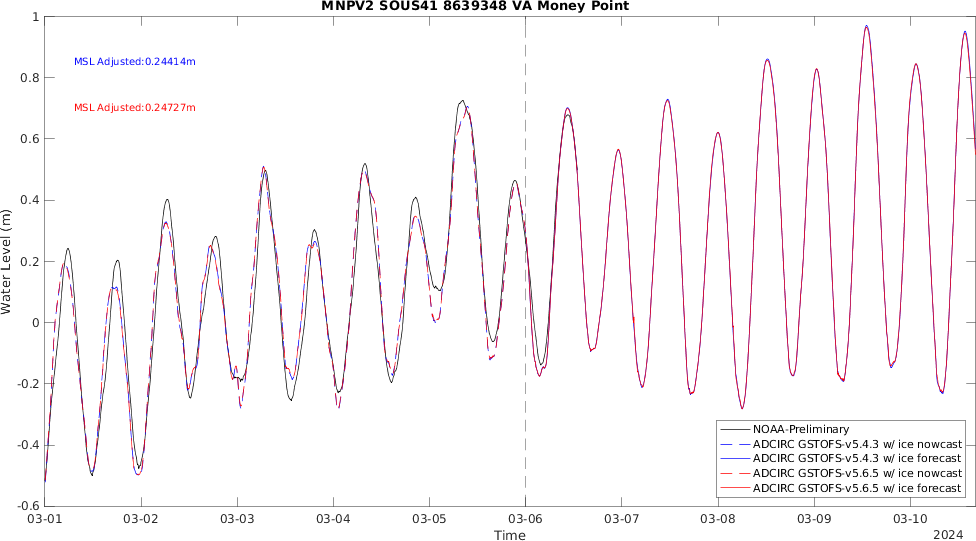 MNPV2 SOUS41 8639348 VA Money Point
1
0.8
0.6
0.4
0.2
0
-0.2
-0.4
-0.6
Water Level (m)
MSL Adjusted:0.24414m
MSL Adjusted:0.24727m
NOAA-Preliminary
ADCIRC GSTOFS-v5.4.3 w/ ice nowcast
ADCIRC GSTOFS-v5.4.3 w/ ice forecast
ADCIRC GSTOFS-v5.6.5 w/ ice nowcast
ADCIRC GSTOFS-v5.6.5 w/ ice forecast
03-01 03-02 03-03 03-04 03-05 03-06 03-07 03-08 03-09 03-10
Time
2024